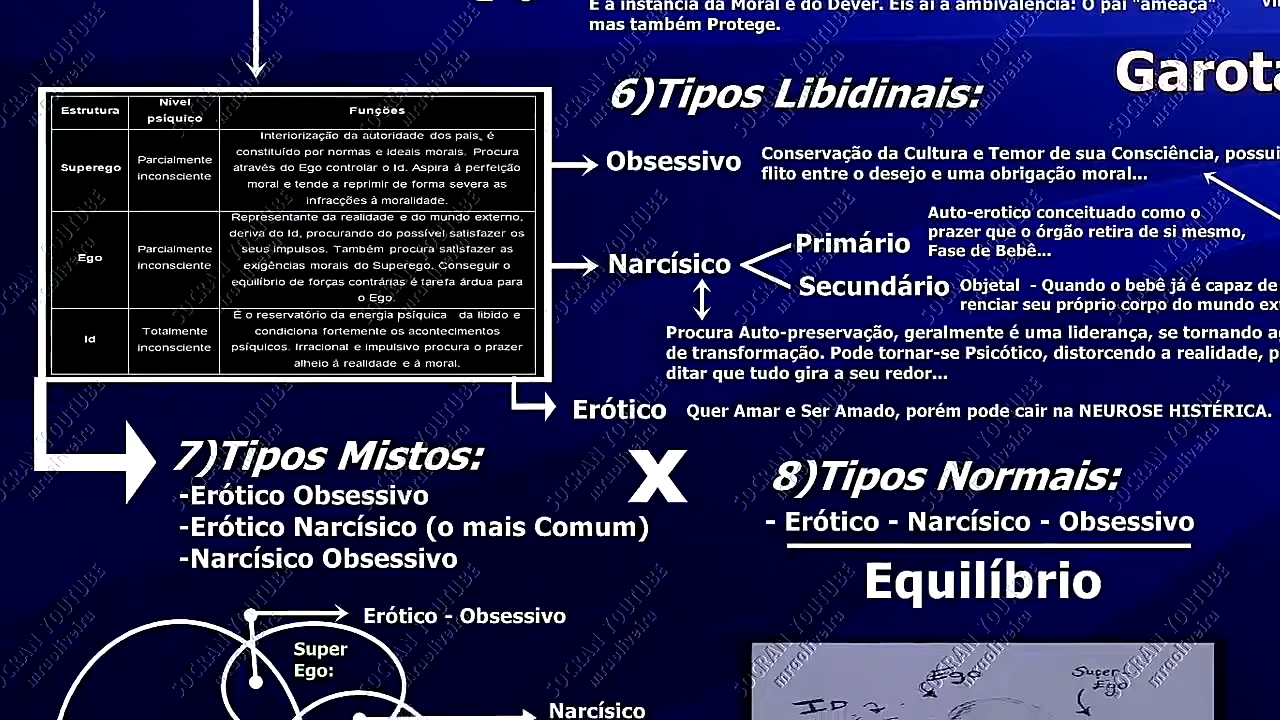 É a instância da Moral e do Dever. Eis aí a ambivalência: O pai "ameaça"
mas também Protege.
Garota
Estrutura
Nível
psíquico
Funções
Superego
Parcialmente
inconsciente
Interiorização da autoridade dos pais, é
constituído por normas e ideais morais. Procura
através do Ego controlar o Id. Aspira à perfeição
moral e tende a reprimir de forma severa as
infracções à moralidade.
Ego
Parcialmente
inconsciente
Representante da realidade e do mundo externo,
deriva do Id, procurando do possível satisfazer os
seus impulsos. Também procura satisfazer as
exigências morais do Superego. Conseguir o
equilíbrio de forças contrárias é tarefa árdua para
o Ego.
Id
Totalmente
inconsciente
É o reservatório da energia psíquica da libido e
condiciona fortemente os acontecimentos
psíquicos. Irracional e impulsivo procura o prazer
alheio à realidade e à moral.
6)Tipos Libidinais:
Obsessivo
Conservação da Cultura e Temor de sua Consciência, possui
flito entre o desejo e uma obrigação moral...
Narcísico
Primário
Auto-erotico conceituado como o
prazer que o órgão retira de si mesmo,
Fase de Bebê...
Secundário
Objetal - Quando o bebê já é capaz de
renciar seu próprio corpo do mundo ex
Procura Auto-preservação, geralmente é uma liderança, se tornando a
de transformação. Pode tornar-se Psicótico, distorcendo a realidade, p
ditar que tudo gira a seu redor...
Erótico
Quer Amar e Ser Amado, porém pode cair na NEUROSE HISTÉRICA.
7)Tipos Mistos:
-Erótico Obsessivo
-Erótico Narcísico (o mais Comum)
-Narcísico Obsessivo
X
8)Tipos Normais:
- Erótico - Narcísico - Obsessivo
Equilíbrio
Erótico - Obsessivo
Super
Ego:
Narcísico
ID
Ego
Super
Ego
SOCRAN YOUTUBE
mraoliveira